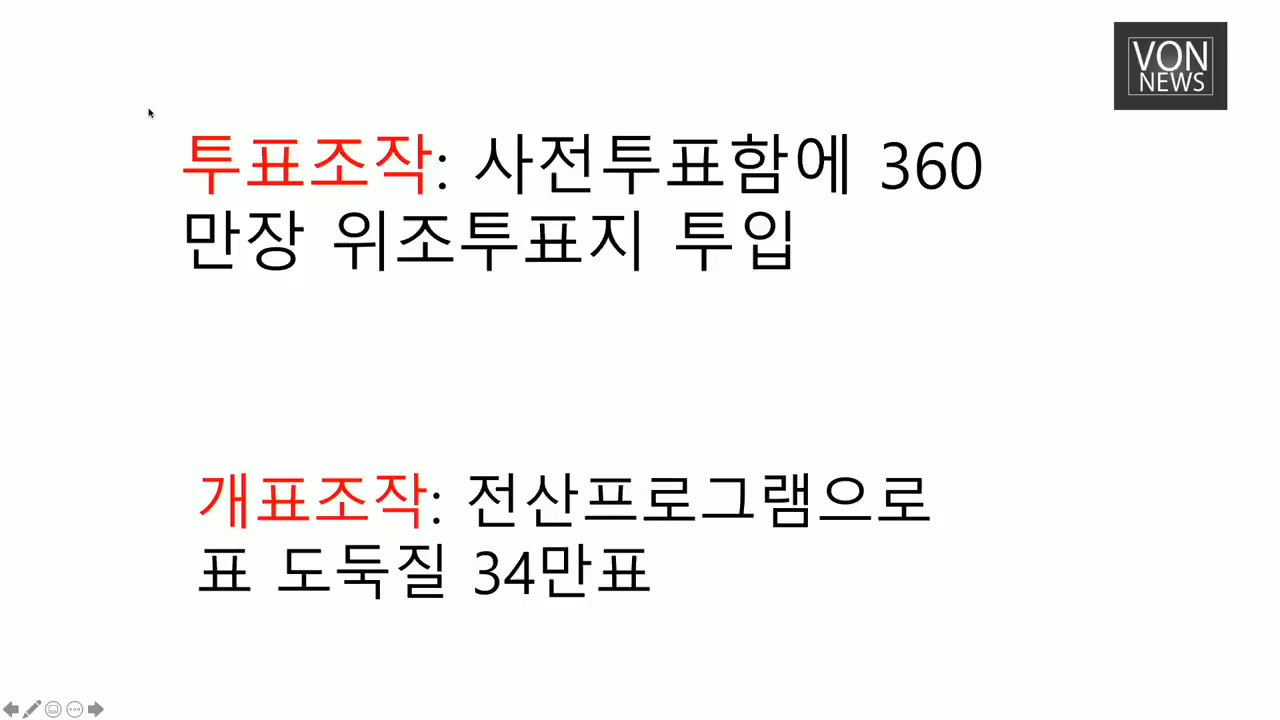 VON
NEWS
투표조작: 사전투표함에 360
만장 위조투표지 투입
개표조작: 전산프로그램으로
표 도둑질 34만표